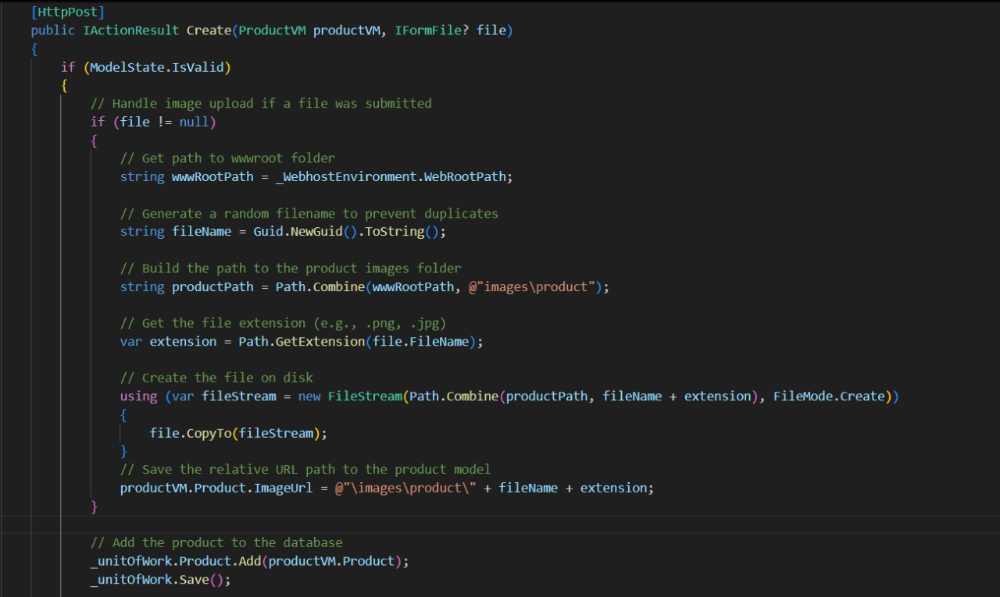 [HttpPost]
public IActionResult Create(ProductVM productVM, IFormFile? file)
{
    if (ModelState.IsValid)
    {
        // Handle image upload if a file was submitted
        if (file != null)
        {
            // Get path to wwwroot folder
            string wwwRootPath = _WebhostEnvironment.WebRootPath;

            // Generate a random filename to prevent duplicates
            string fileName = Guid.NewGuid().ToString();

            // Build the path to the product images folder
            string productPath = Path.Combine(wwwRootPath, @"images\product");

            // Get the file extension (e.g., .png, .jpg)
            var extension = Path.GetExtension(file.FileName);

            // Create the file on disk
            using (var fileStream = new FileStream(Path.Combine(productPath, fileName + extension), FileMode.Create))
            {
                file.CopyTo(fileStream);
            }
            // Save the relative URL path to the product model
            productVM.Product.ImageUrl = @"\images\product\" + fileName + extension;
        }

        // Add the product to the database
        _unitOfWork.Product.Add(productVM.Product);
        _unitOfWork.Save();